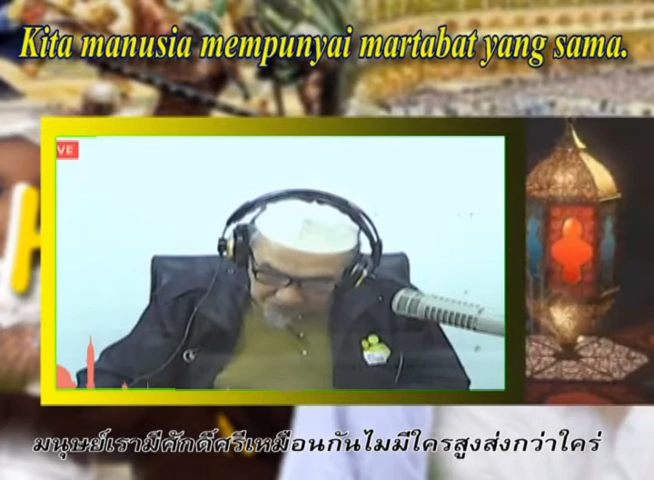 Kita manusia mempunyai martabat yang sama.
VE
มนุษย์เรามีศักดิ์ศรีเหมือนกันไมมีใครสูงส่งกว่าใคร่